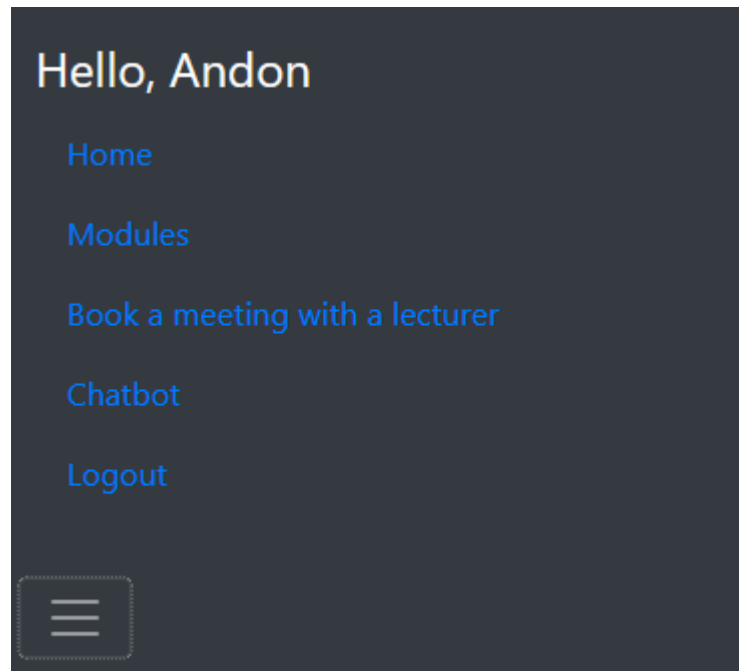 Hello, Andon
Home
Modules
Book a meeting with a lecturer
Chatbot
Logout